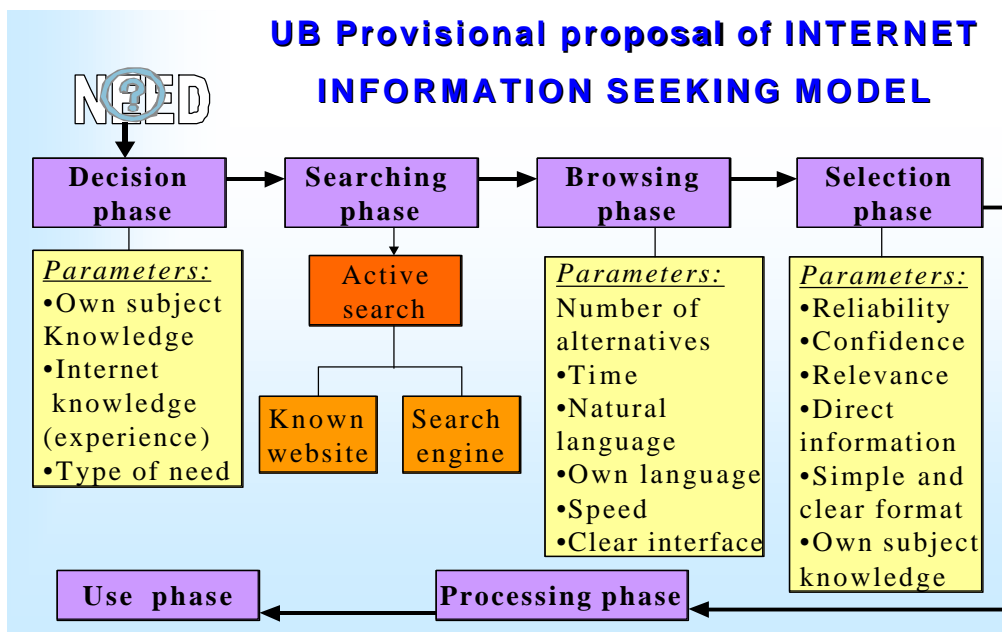 UB Provisional proposal of INTERNET
INFORMATION SEEKING MODEL
NEED
?
Decision
phase
Searching
phase
Browsing
phase
Selection
phase
Parameters:
•Own subject
Knowledge
•Internet
knowledge
(experience)
•Type of need
Active
search
Known
website
Search
engine
Parameters:
Number of
alternatives
•Time
•Natural
language
•Own language
•Speed
•Clear interface
Parameters:
•Reliability
•Confidence
•Relevance
•Direct
information
•Simple and
clear format
•Own subject
knowledge
Use phase
Processing phase